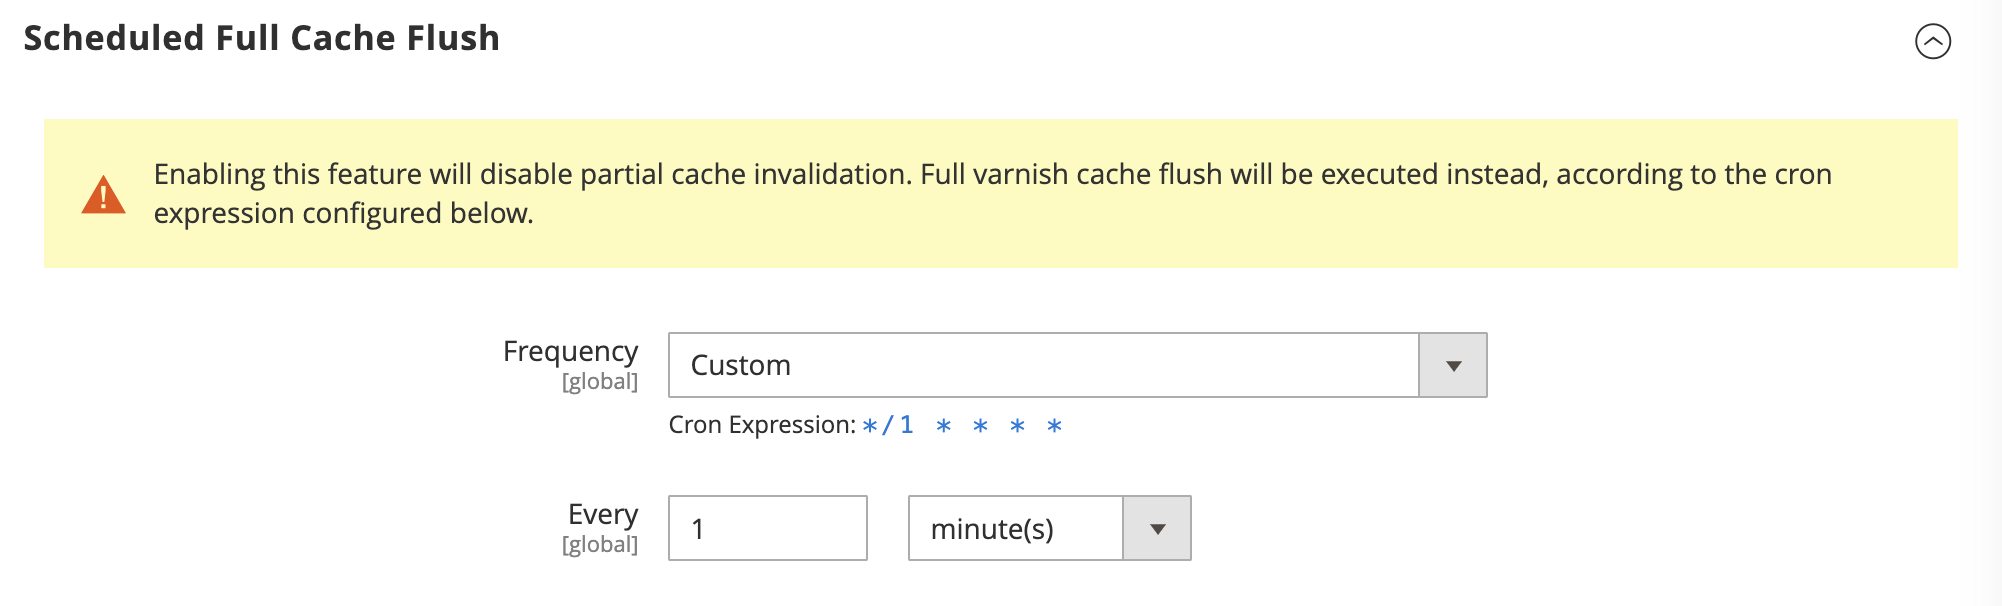 Scheduled Full Cache Flush
Enabling this feature will disable partial cache invalidation. Full varnish cache flush will be executed instead, according to the cron
expression configured below.
Frequency
[global]
Custom
Cron Expression: */1 * * * *
Every
[global]
1
minute(s)